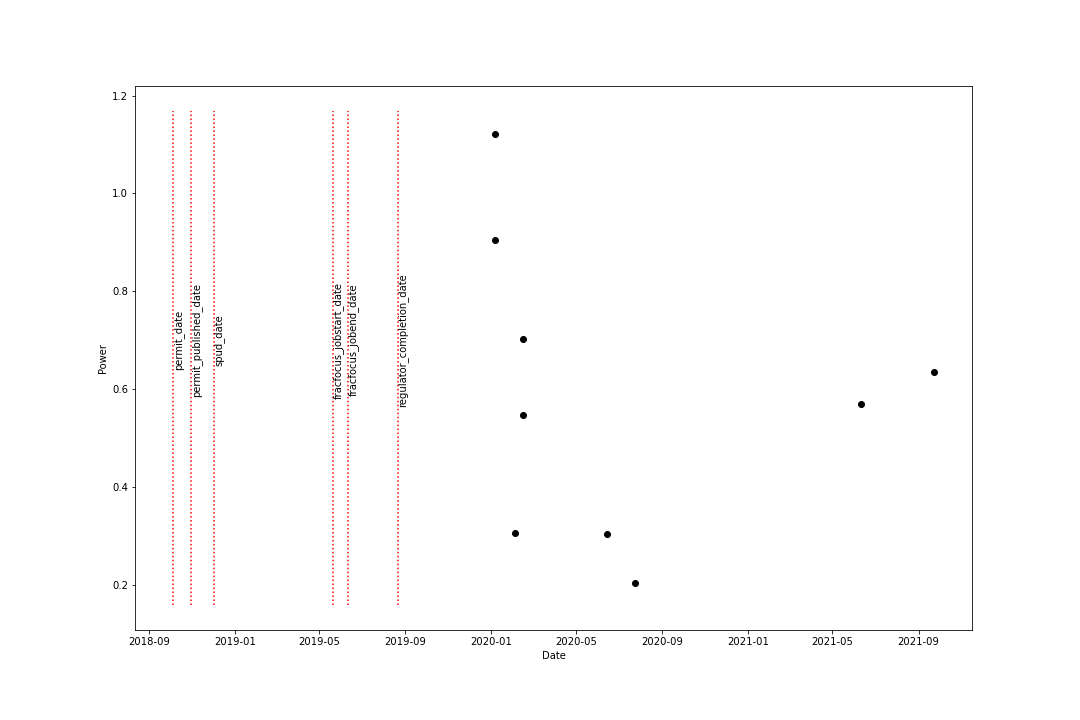 1.2
1.0
0.8
0.6
0.4
0.2
Power
permit_date
permit_published_date
spud_date
fracfocus_jobstart_date
fracfocus_jobend_date
regulator_completion_date
2018-09 2019-01 2019-05 2019-09 2020-01 2020-05 2020-09 2021-01 2021-05 2021-09
Date